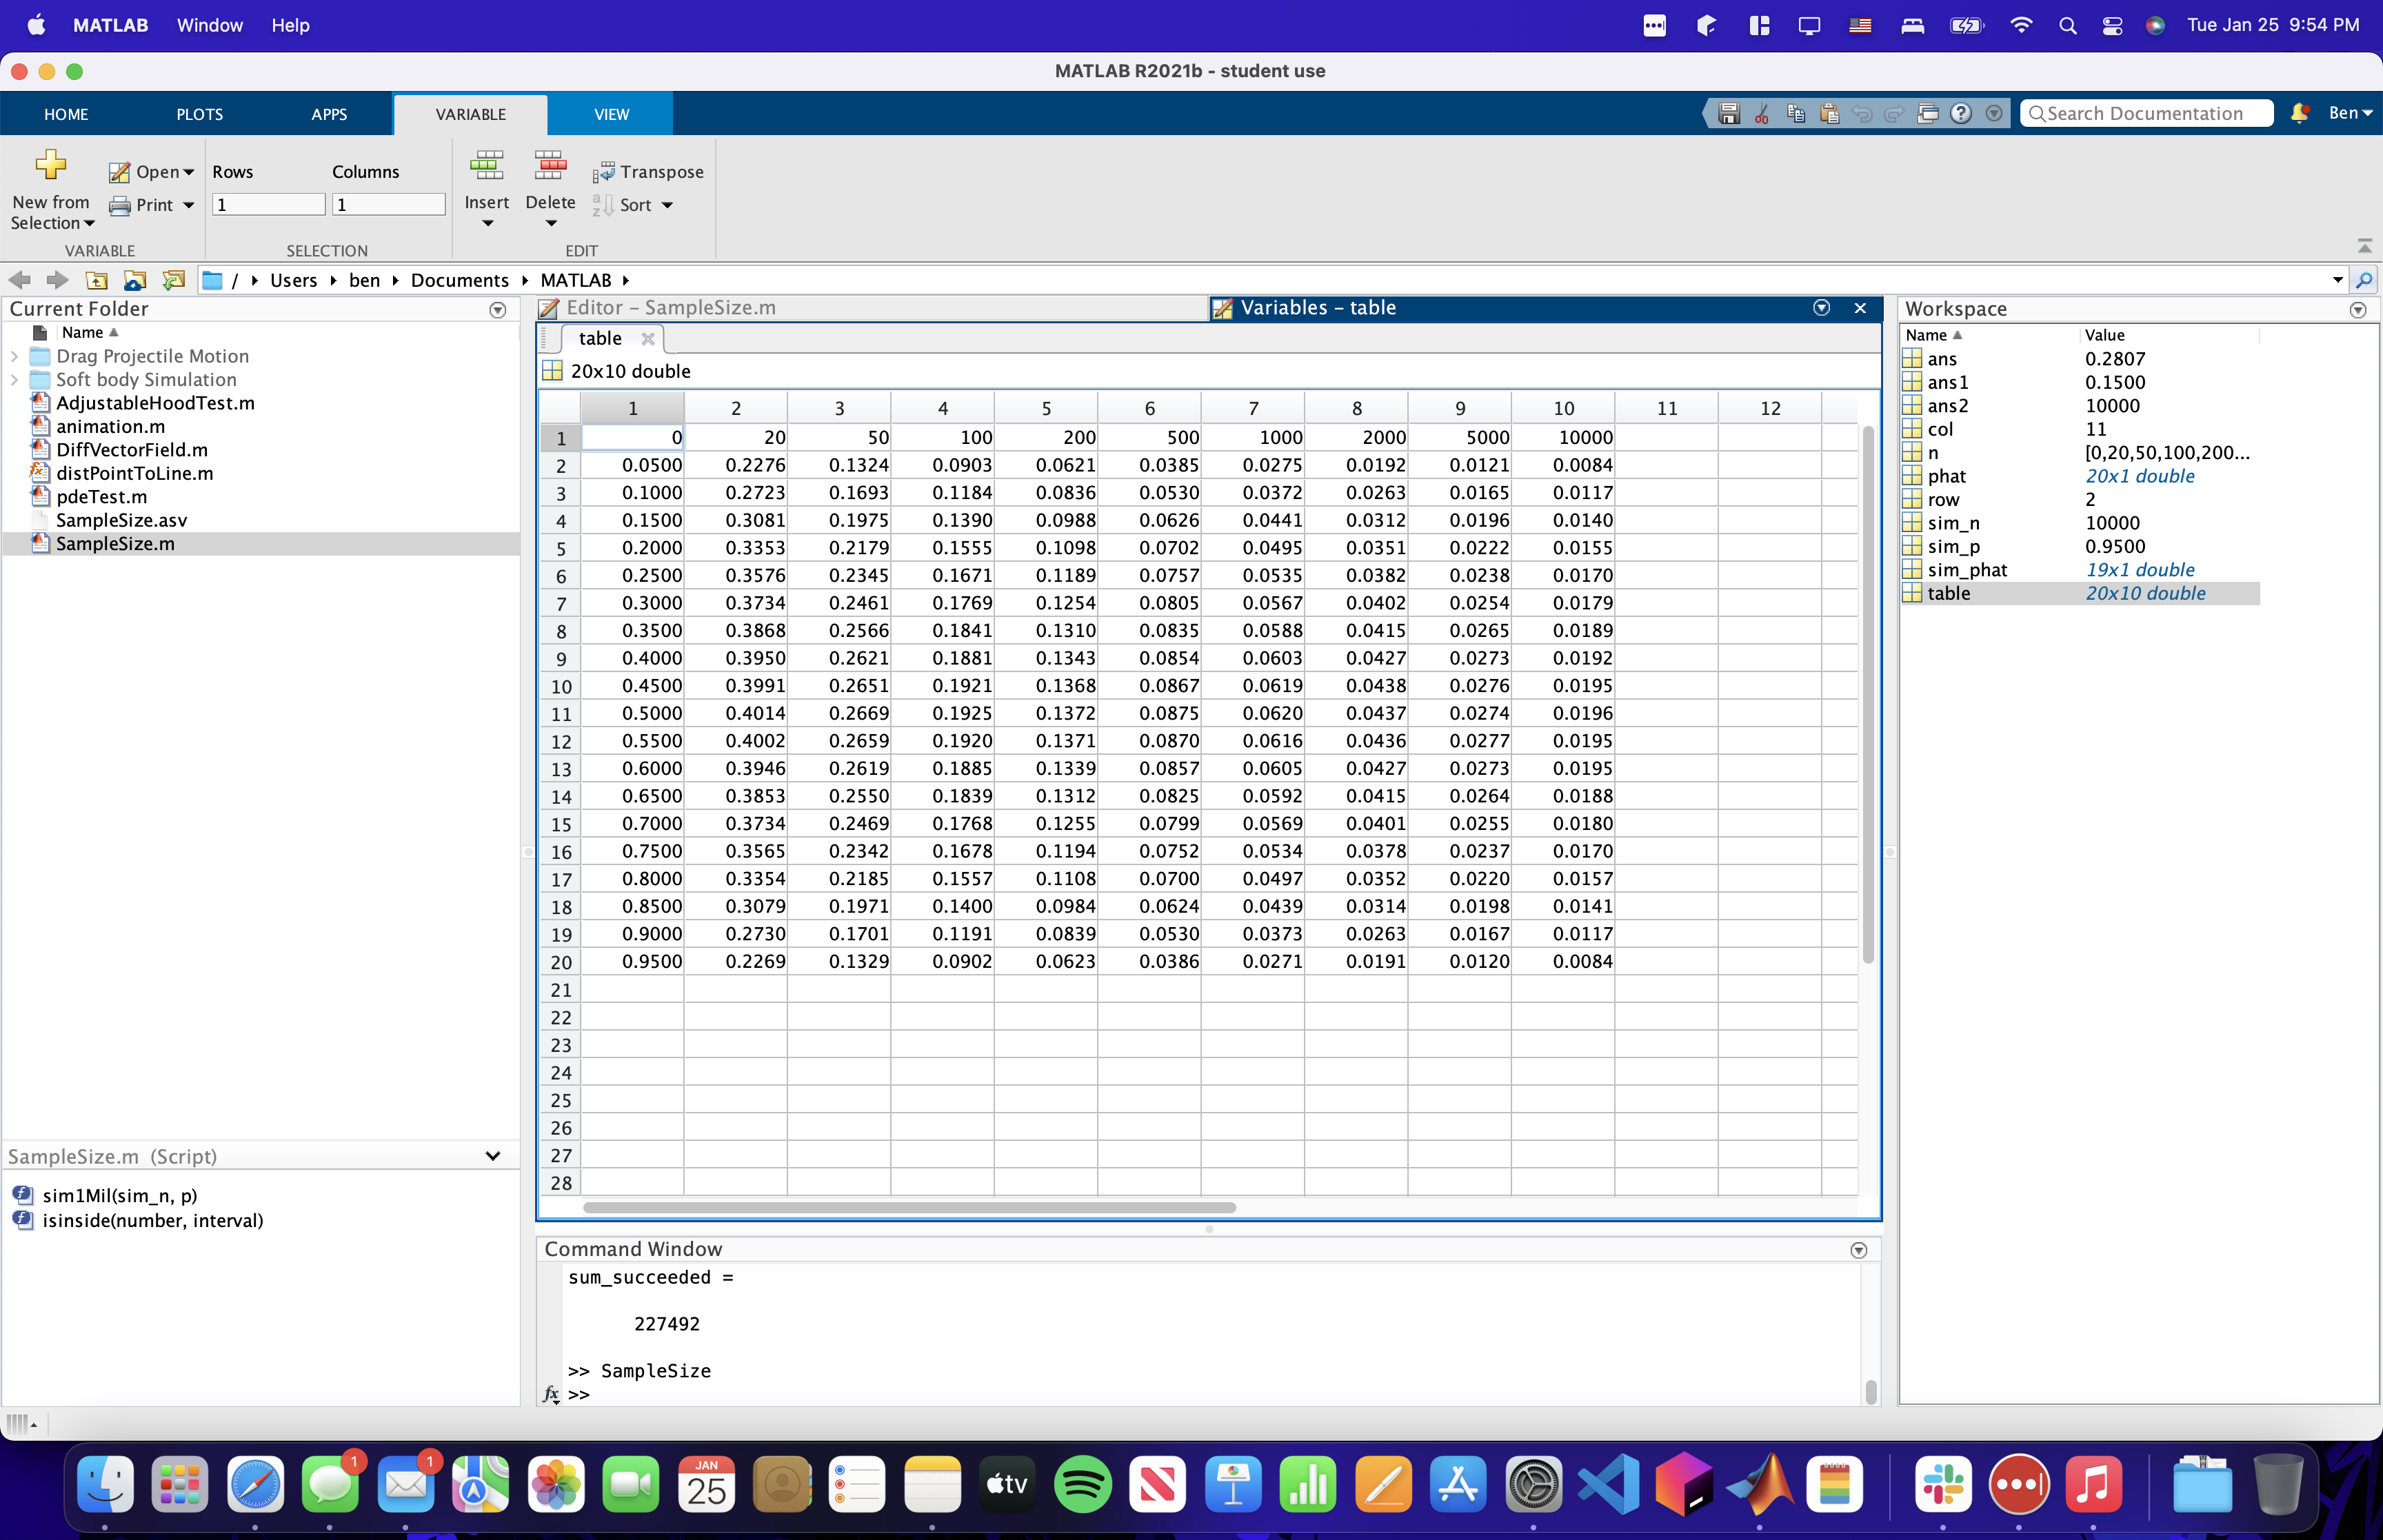 MATLAB Window Help Tue Jan 25 9:54 PM
MATLAB R2021b - student use
HOME PLOTS APPS VARIABLE VIEW Search Documentation Ben
New from Selection Open Print Rows Columns Insert Delete Transpose Sort
1 1
VARIABLE SELECTION EDIT
/ Users ben Documents MATLAB
Current Folder
Name
Drag Projectile Motion
Soft body Simulation
AdjustableHoodTest.m
animation.m
DiffVectorField.m
distPointToLine.m
pdeTest.m
SampleSize.asv
SampleSize.m
SampleSize.m (Script)
sim1Mil(sim_n, p)
isinside(number, interval)
Editor – SampleSize.m Variables – table
table
20x10 double
1 2 3 4 5 6 7 8 9 10 11 12
1 0 20 50 100 200 500 1000 2000 5000 10000
2 0.0500 0.2276 0.1324 0.0903 0.0621 0.0385 0.0275 0.0192 0.0121 0.0084
3 0.1000 0.2723 0.1693 0.1184 0.0836 0.0530 0.0372 0.0263 0.0165 0.0117
4 0.1500 0.3081 0.1975 0.1390 0.0988 0.0626 0.0441 0.0312 0.0196 0.0140
5 0.2000 0.3353 0.2179 0.1555 0.1098 0.0702 0.0495 0.0351 0.0222 0.0155
6 0.2500 0.3576 0.2345 0.1671 0.1189 0.0757 0.0535 0.0382 0.0238 0.0170
7 0.3000 0.3734 0.2461 0.1769 0.1254 0.0805 0.0567 0.0402 0.0254 0.0179
8 0.3500 0.3868 0.2566 0.1841 0.1310 0.0835 0.0588 0.0415 0.0265 0.0189
9 0.4000 0.3950 0.2621 0.1881 0.1343 0.0854 0.0603 0.0427 0.0273 0.0192
10 0.4500 0.3991 0.2651 0.1921 0.1368 0.0867 0.0619 0.0438 0.0276 0.0195
11 0.5000 0.4014 0.2669 0.1925 0.1372 0.0875 0.0620 0.0437 0.0274 0.0196
12 0.5500 0.4002 0.2659 0.1920 0.1371 0.0870 0.0616 0.0436 0.0277 0.0195
13 0.6000 0.3946 0.2619 0.1885 0.1339 0.0857 0.0605 0.0427 0.0273 0.0195
14 0.6500 0.3853 0.2550 0.1839 0.1312 0.0825 0.0592 0.0415 0.0264 0.0188
15 0.7000 0.3734 0.2469 0.1768 0.1255 0.0799 0.0569 0.0401 0.0255 0.0180
16 0.7500 0.3565 0.2342 0.1678 0.1194 0.0752 0.0534 0.0378 0.0237 0.0170
17 0.8000 0.3354 0.2185 0.1557 0.1108 0.0700 0.0497 0.0352 0.0220 0.0157
18 0.8500 0.3079 0.1971 0.1400 0.0984 0.0624 0.0439 0.0314 0.0198 0.0141
19 0.9000 0.2730 0.1701 0.1191 0.0839 0.0530 0.0373 0.0263 0.0167 0.0117
20 0.9500 0.2269 0.1329 0.0902 0.0623 0.0386 0.0271 0.0191 0.0120 0.0084
21
22
23
24
25
26
27
28
Command Window
sum_succeeded =
227492
>> SampleSize
fx >>
Workspace
Name Value
ans 0.2807
ans1 0.1500
ans2 10000
col 11
n [0,20,50,100,200...
phat 20x1 double
row 2
sim_n 10000
sim_p 0.9500
sim_phat 19x1 double
table 20x10 double
1 1 JAN 25 tv